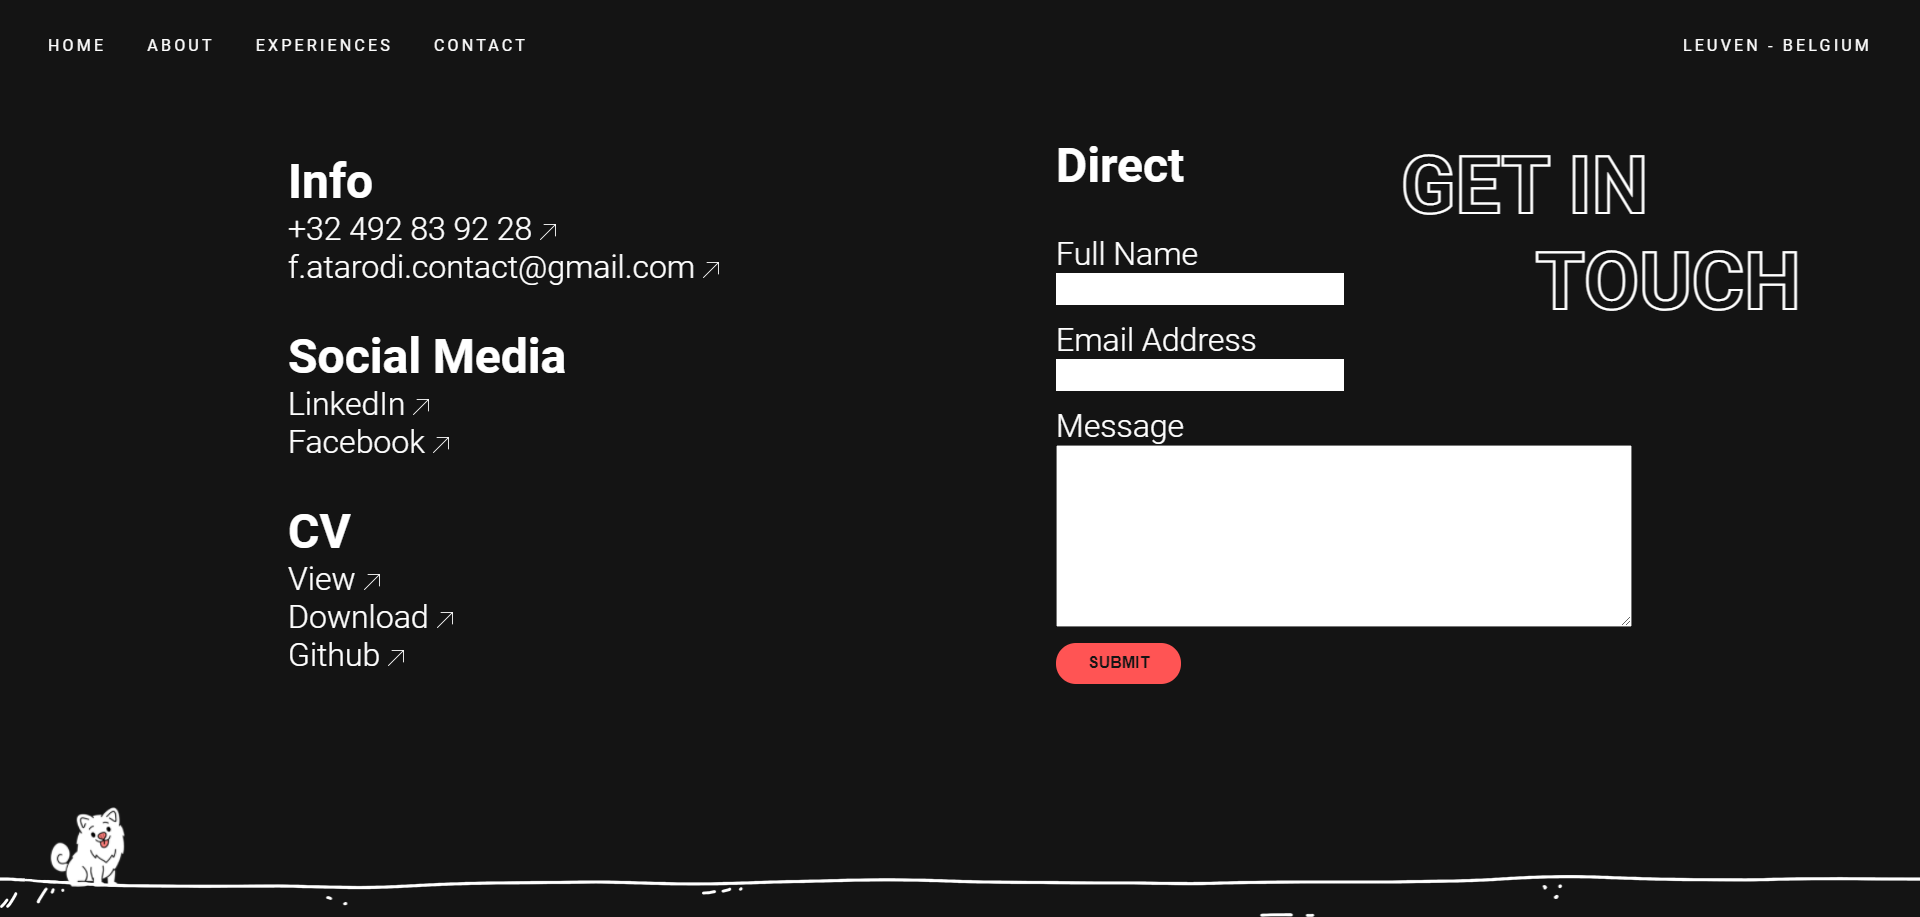 HOME
ABOUT
EXPERIENCES
CONTACT
LEUVEN - BELGIUM
Info
+32 492 83 92 28
f.atarodi.contact@gmail.com
Social Media
LinkedIn
Facebook
CV
View
Download
Github
Direct
Full Name
Email Address
Message
SUBMIT
GET IN
TOUCH